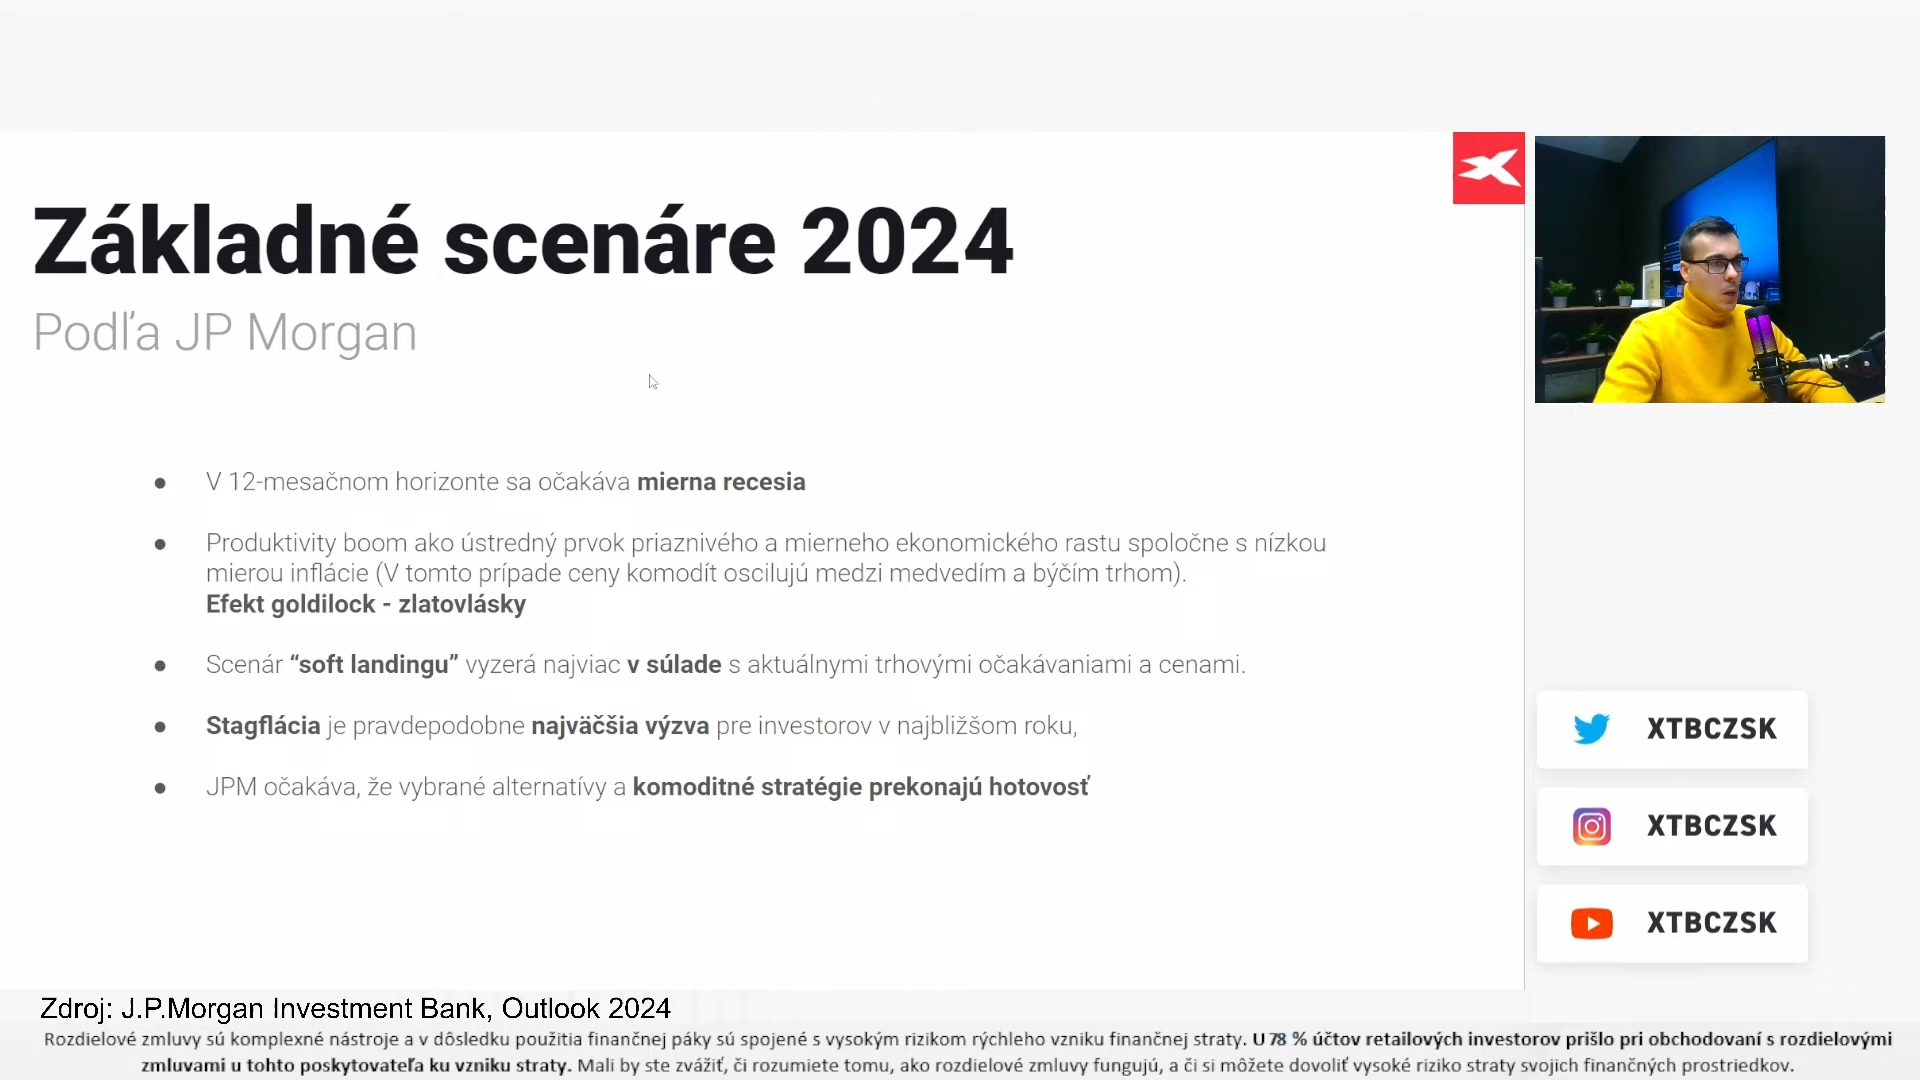 Základné scenáre 2024
Podľa JP Morgan
● V 12-mesačnom horizonte sa očakáva mierna recesia
● Produktivity boom ako ústredný prvok priaznivého a mierneho ekonomického rastu spoločne s nízkou
mierou inflácie (V tomto prípade ceny komodít oscilujú medzi medvedím a býčím trhom).
Efekt goldilock - zlatovlásky
● Scenár “soft landingu” vyzerá najviac v súlade s aktuálnymi trhovými očakávaniami a cenami.
● Stagflácia je pravdepodobne najväčšia výzva pre investorov v najbližšom roku,
● JPM očakáva, že vybrané alternatívy a komoditné stratégie prekonajú hotovosť
XTBCZSK
XTBCZSK
XTBCZSK
Zdroj: J.P.Morgan Investment Bank, Outlook 2024
Rozdielové zmluvy sú komplexné nástroje a v dôsledku použitia finančnej páky sú spojené s vysokým rizikom rýchleho vzniku finančnej straty. U 78 % účtov retailových investorov prišlo pri obchodovaní s rozdielovými
zmluvami u tohto poskytovateľa ku vzniku straty. Mali by ste zvážiť, či rozumiete tomu, ako rozdielové zmluvy fungujú, a či si môžete dovoliť vysoké riziko straty svojich finančných prostriedkov.